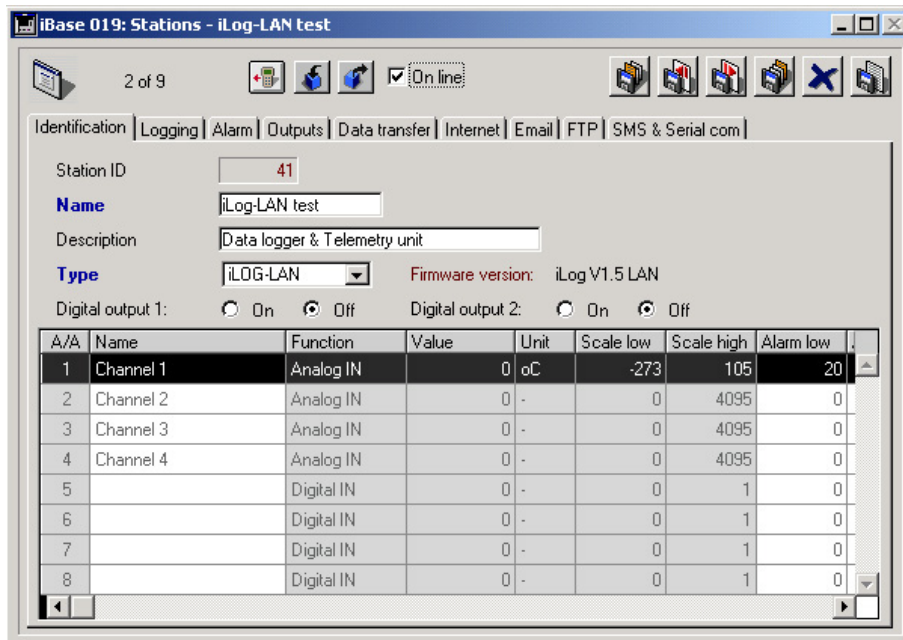 iBase 019: Stations - iLog-LAN test
2 of 9 On line
Identification Logging Alarm Outputs Data transfer Internet Email FTP SMS & Serial com
Station ID 41
Name iLog-LAN test
Description Data logger & Telemetry unit
Type iLOG-LAN Firmware version: iLog V1.5 LAN
Digital output 1: On Off Digital output 2: On Off
A/A Name Function Value Unit Scale low Scale high Alarm low
1 Channel 1 Analog IN 0 oC -273 105 20
2 Channel 2 Analog IN 0 - 0 4095 0
3 Channel 3 Analog IN 0 - 0 4095 0
4 Channel 4 Analog IN 0 - 0 4095 0
5 Digital IN 0 - 0 1 0
6 Digital IN 0 - 0 1 0
7 Digital IN 0 - 0 1 0
8 Digital IN 0 - 0 1 0